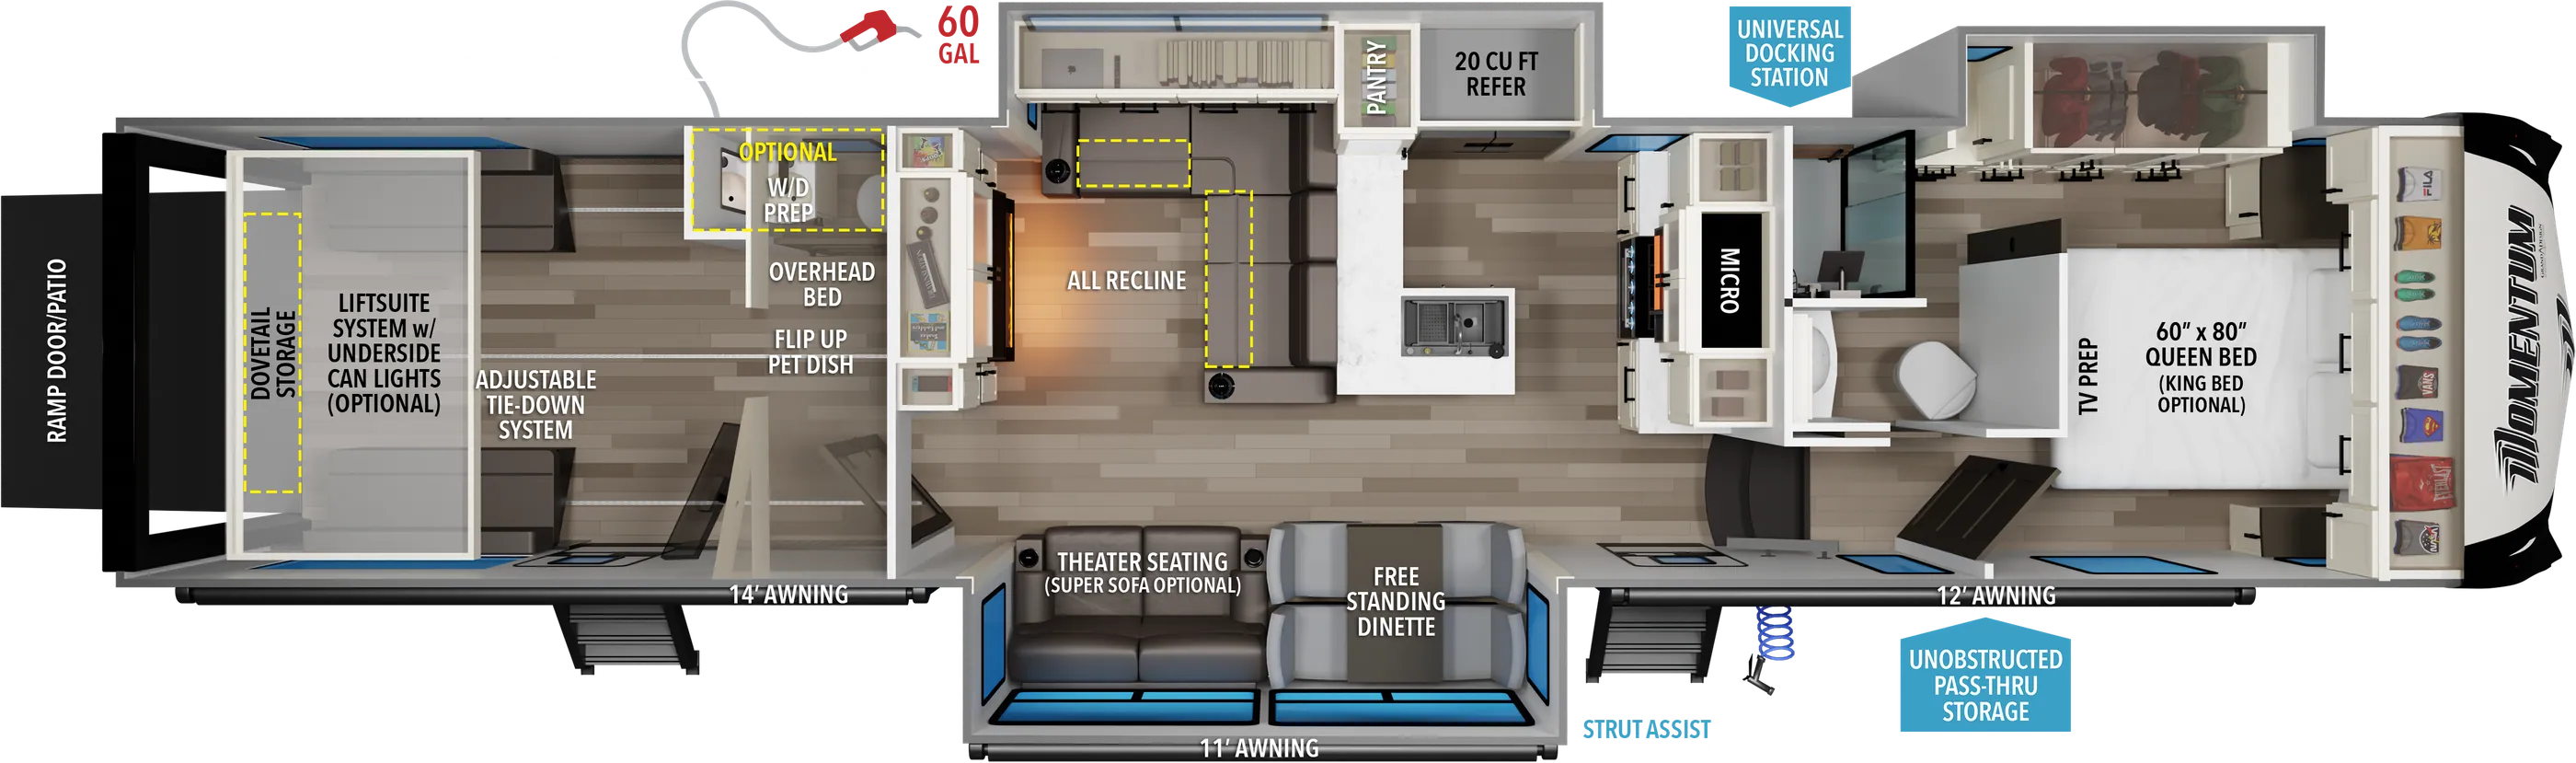 60
GAL
UNIVERSAL
DOCKING
STATION
PANTRY
20 CU FT
REFER
OPTIONAL
W/D
PREP
OVERHEAD
BED
FLIP UP
PET DISH
ALL RECLINE
MICRO
RAMP DOOR/PATIO
DOVETAIL
STORAGE
LIFTSUITE
SYSTEM w/
UNDERSIDE
CAN LIGHTS
(OPTIONAL)
ADJUSTABLE
TIE-DOWN
SYSTEM
TV PREP
60" x 80"
QUEEN BED
(KING BED
OPTIONAL)
FILA
VANS
MOMENTUM
THEATER SEATING
(SUPER SOFA OPTIONAL)
FREE
STANDING
DINETTE
14' AWNING
12' AWNING
11' AWNING
STRUT ASSIST
UNOBSTRUCTED
PASS-THRU
STORAGE